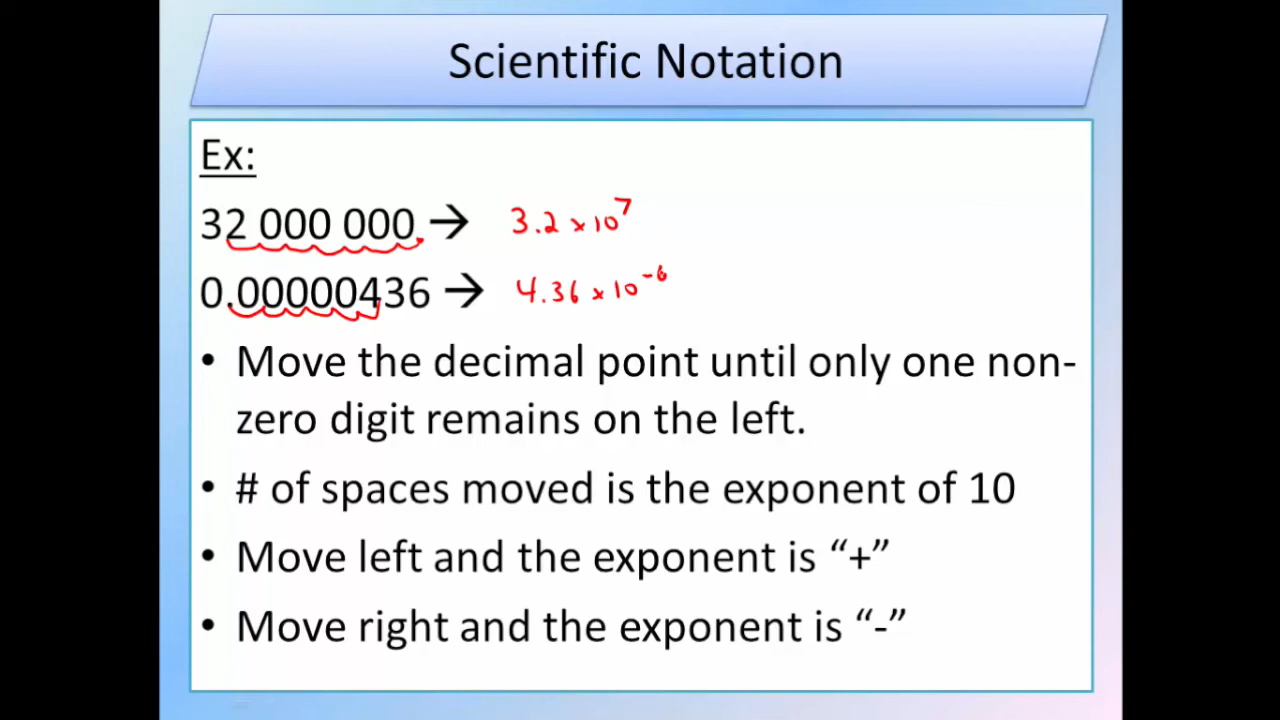 Scientific Notation
Ex:
32 000 000. → 3.2 × 10⁷
0.00000436 → 4.36 × 10⁻⁶
• Move the decimal point until only one non-
zero digit remains on the left.
• # of spaces moved is the exponent of 10
• Move left and the exponent is “+”
• Move right and the exponent is “-”